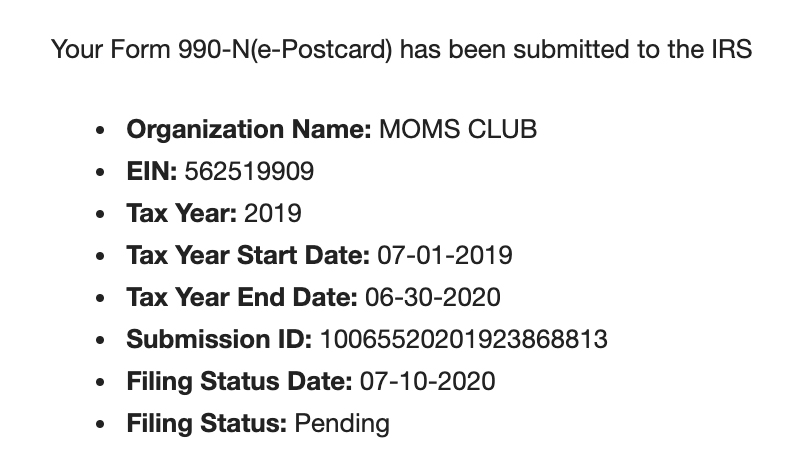 Your Form 990-N(e-Postcard) has been submitted to the IRS
• Organization Name: MOMS CLUB
• EIN: 562519909
• Tax Year: 2019
• Tax Year Start Date: 07-01-2019
• Tax Year End Date: 06-30-2020
• Submission ID: 10065520201923868813
• Filing Status Date: 07-10-2020
• Filing Status: Pending